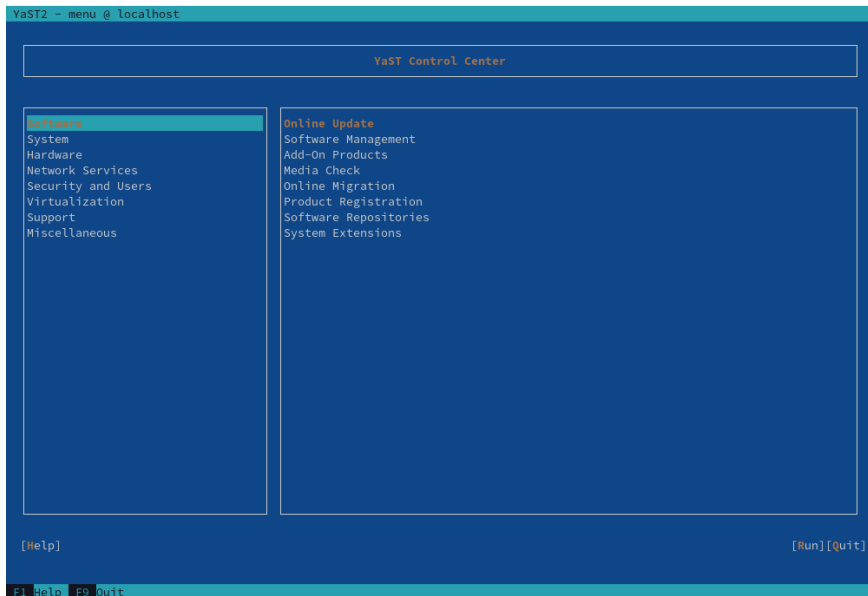 YaST2 - menu @ localhost
YaST Control Center
Software
System
Hardware
Network Services
Security and Users
Virtualization
Support
Miscellaneous
Online Update
Software Management
Add-On Products
Media Check
Online Migration
Product Registration
Software Repositories
System Extensions
[Help] [Run][Quit]
F1 Help F9 Quit